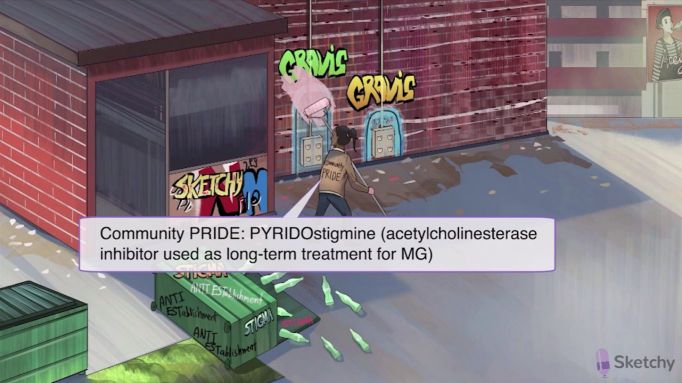 GRAVIS
GRAVIS
Community
PRIDE
SKETCHY
NM
Community PRIDE: PYRIDOstigmine (acetylcholinesterase
inhibitor used as long-term treatment for MG)
STIGMA
ANTI
ESTAblishment
ANTI
ESTAblishment
STIGMA
ANTI
EStablishment
Sketchy